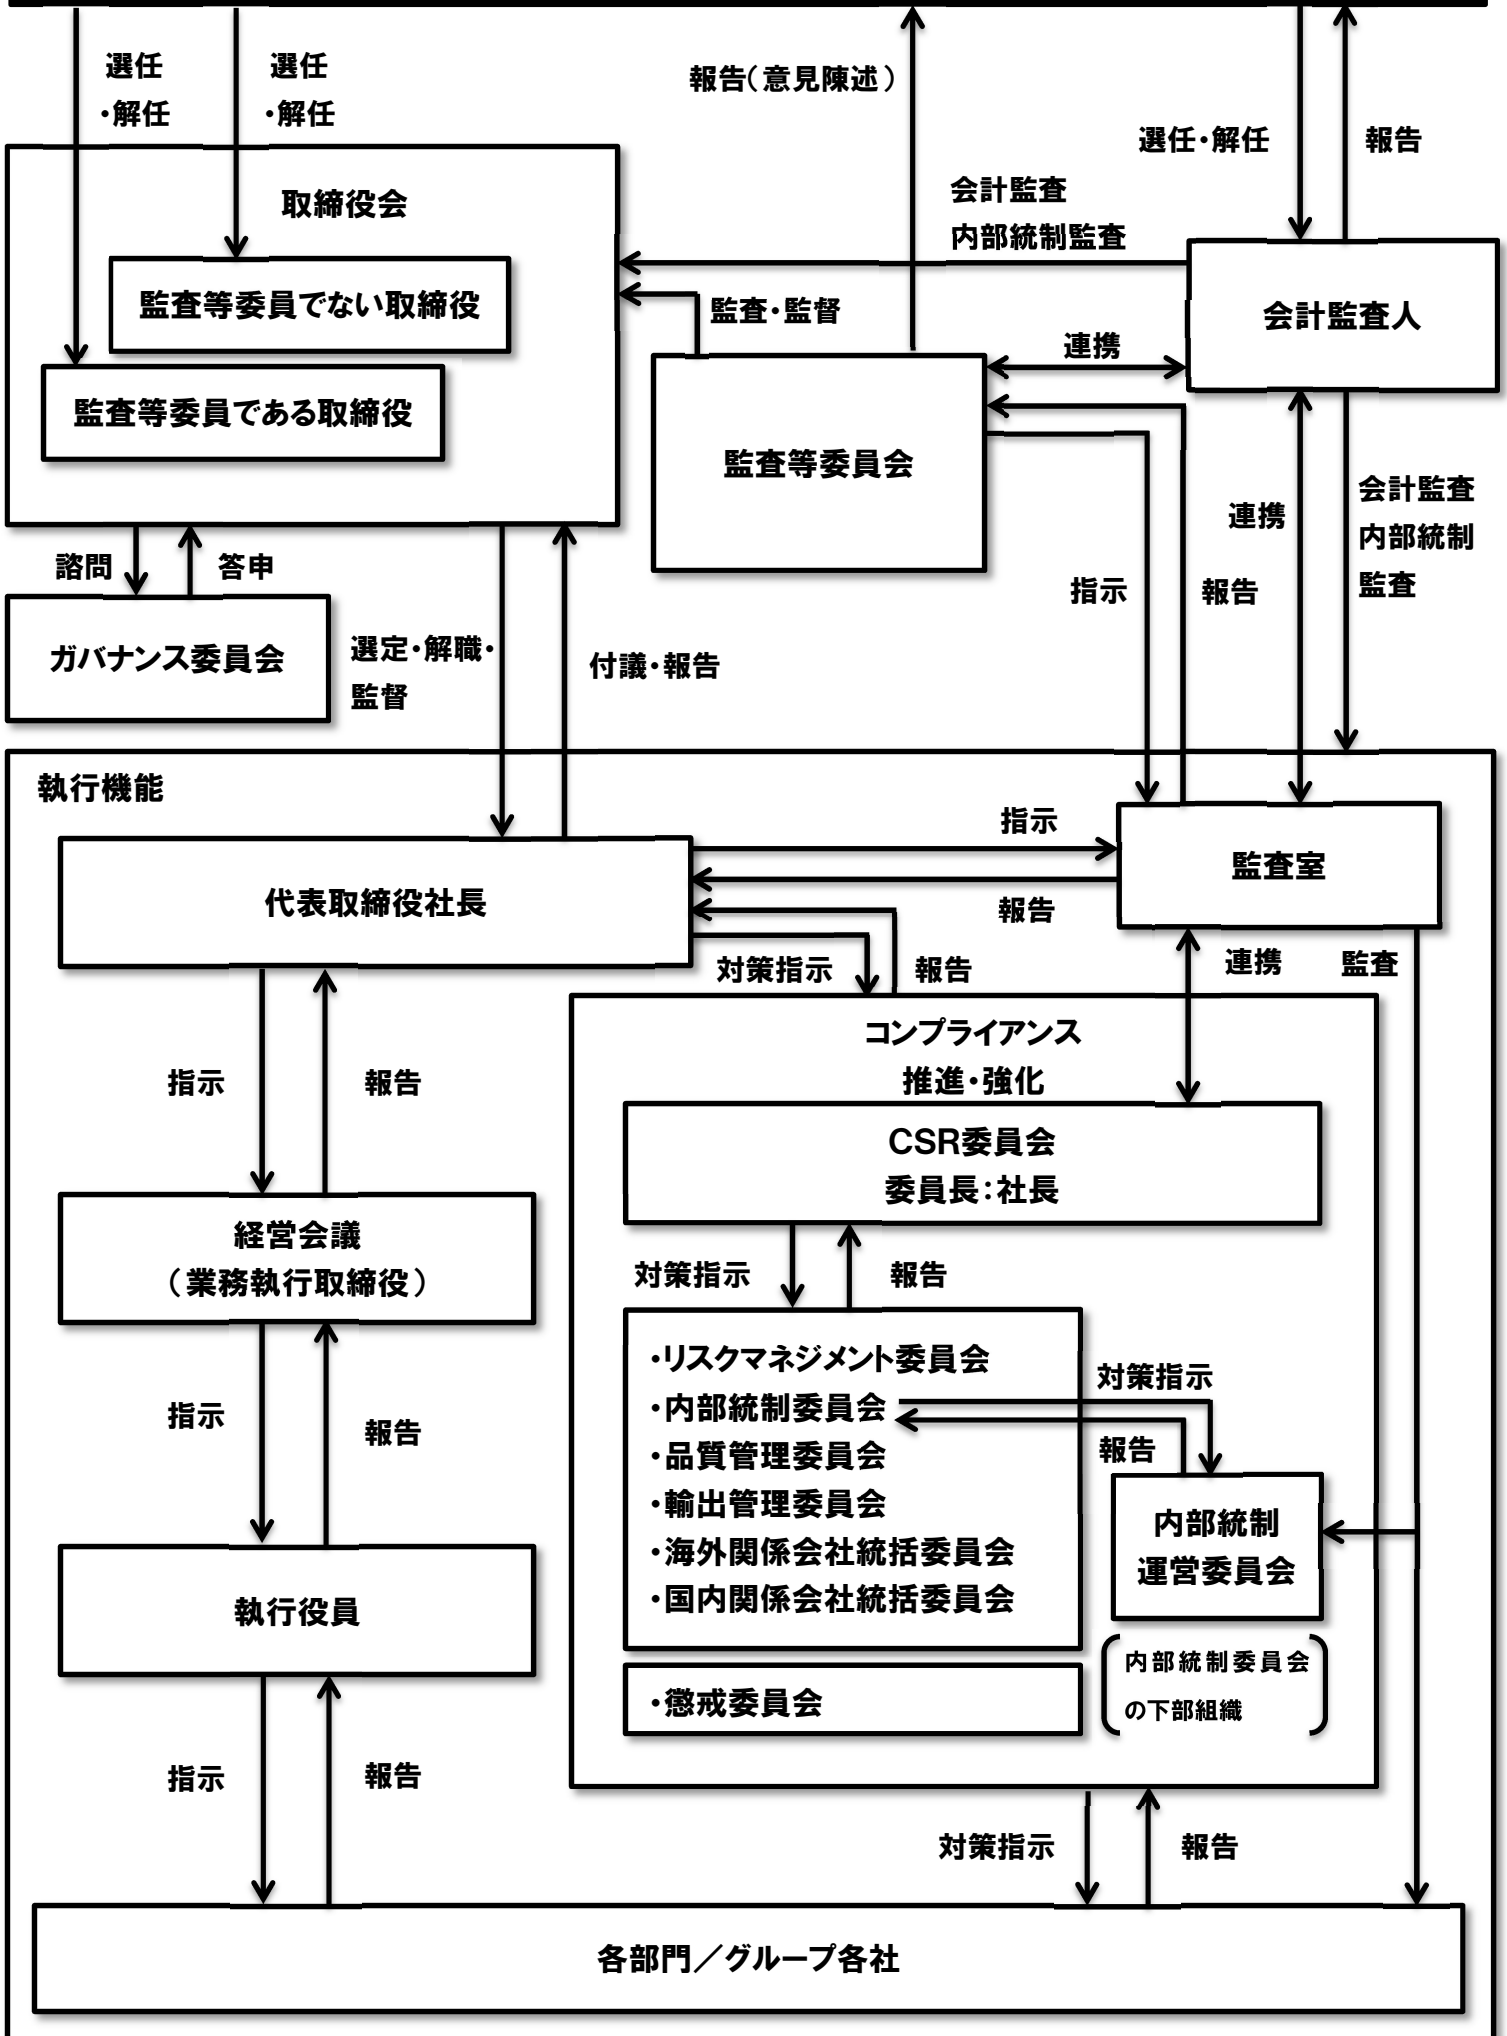 選任
・解任
選任
・解任
報告（意見陳述）
選任・解任
報告
取締役会
会計監査
内部統制監査
監査等委員でない取締役
監査・監督
会計監査人
連携
監査等委員である取締役
監査等委員会
連携
会計監査
内部統制
監査
諮問
答申
指示
報告
ガバナンス委員会
選定・解職・
監督
付議・報告
執行機能
指示
監査室
代表取締役社長
報告
対策指示
報告
連携
監査
コンプライアンス
推進・強化
指示
報告
CSR委員会
委員長：社長
経営会議
（業務執行取締役）
対策指示
報告
・リスクマネジメント委員会
・内部統制委員会
・品質管理委員会
・輸出管理委員会
・海外関係会社統括委員会
・国内関係会社統括委員会
対策指示
報告
指示
報告
内部統制
運営委員会
執行役員
内部統制委員会
の下部組織
・懲戒委員会
指示
報告
対策指示
報告
各部門／グループ各社